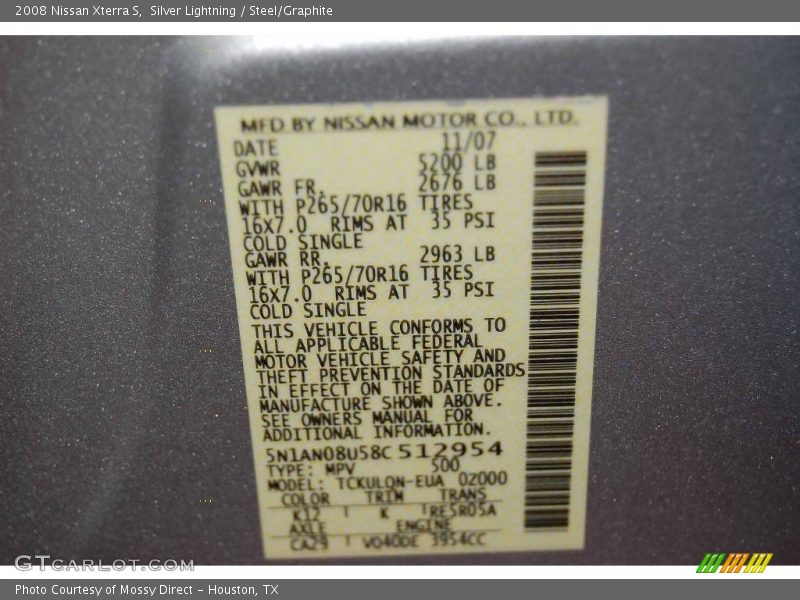 2008 Nissan Xterra S,  Silver Lightning / Steel/Graphite
MFD BY NISSAN MOTOR CO., LTD.
DATE 11/07
GVWR 5200 LB
GAWR FR. 2676 LB
WITH P265/70R16 TIRES
16x7.0 RIMS AT 35 PSI
COLD SINGLE
GAWR RR. 2963 LB
WITH P265/70R16 TIRES
16x7.0 RIMS AT 35 PSI
COLD SINGLE
THIS VEHICLE CONFORMS TO
ALL APPLICABLE FEDERAL
MOTOR VEHICLE SAFETY AND
THEFT PREVENTION STANDARDS
IN EFFECT ON THE DATE OF
MANUFACTURE SHOWN ABOVE.
SEE OWNERS MANUAL FOR
ADDITIONAL INFORMATION.
5N1AN08U58C512954
TYPE: MPV 500
MODEL: TCKULQN-EUA 0Z000
COLOR TRIM TRANS
K12 K RE5R05A
AXLE ENGINE
CA29 VQ40DE 3954CC
GTCARLOT.COM
Photo Courtesy of Mossy Direct – Houston, TX